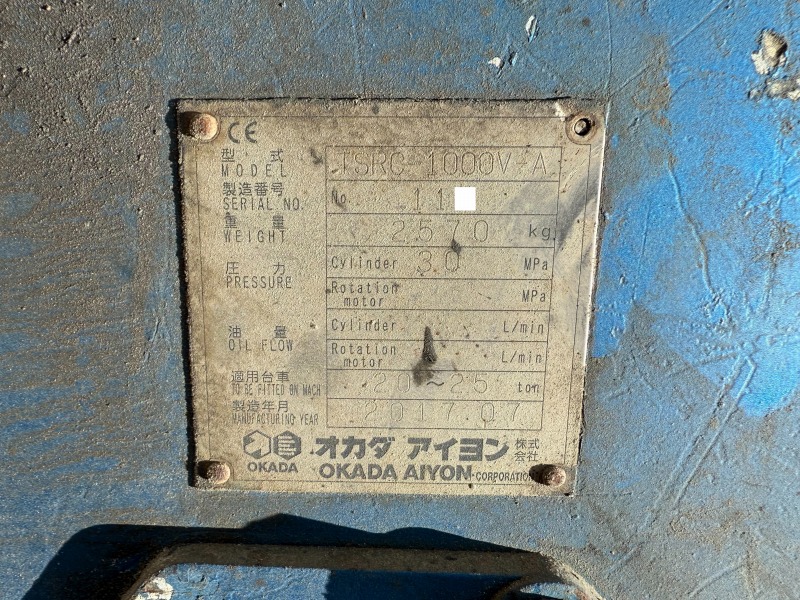 CE
型式 MODEL TSRC-1000V-A
製造番号 SERIAL NO. No. 11
重量 WEIGHT 2570 kg
圧力 PRESSURE Cylinder 30 MPa
Rotation motor MPa
油量 OIL FLOW Cylinder L/min
Rotation motor L/min
適用台車 TO BE FITTED ON MACH 20~25 ton
製造年月 MANUFACTURING YEAR 07
オカダ アイヨン 株式会社
OKADA OKADA AIYON CORPORATION